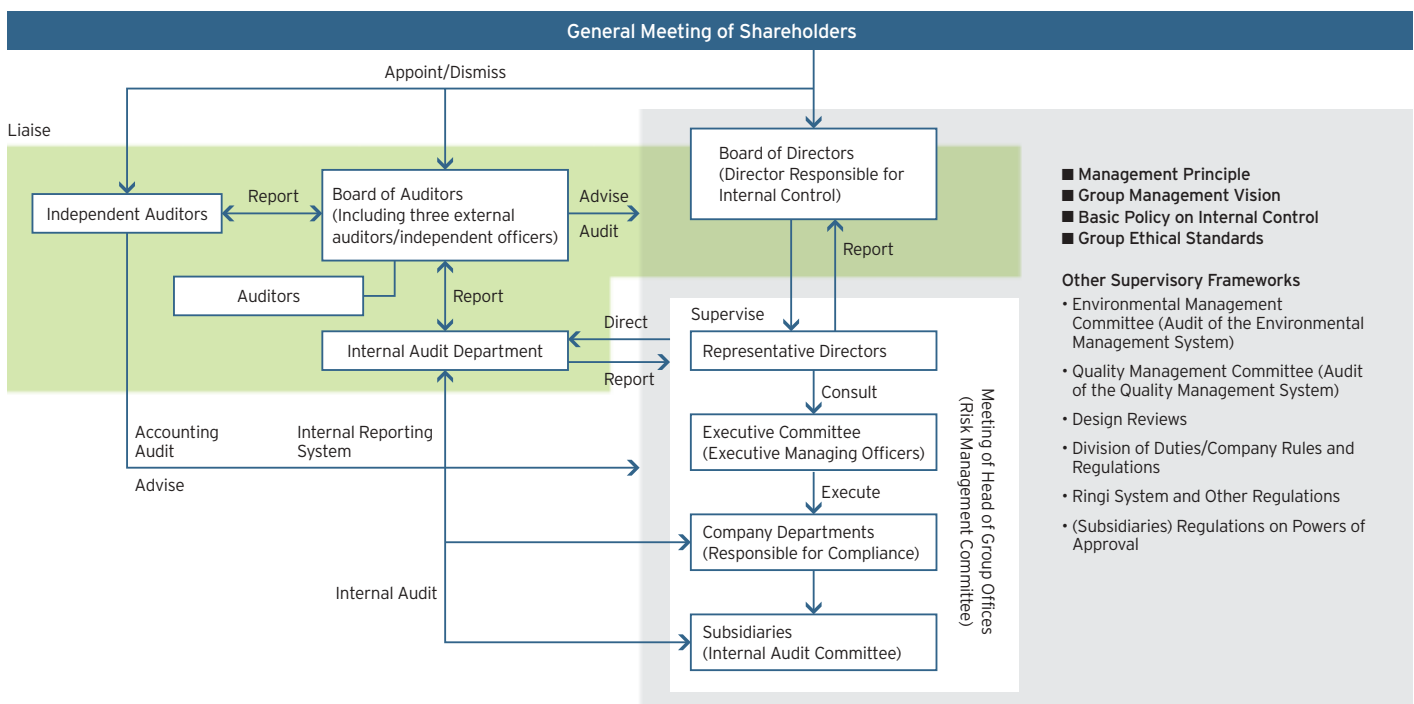 General Meeting of Shareholders
Appoint/Dismiss
Liaise
Independent Auditors
Report
Board of Auditors
(Including three external
auditors/independent officers)
Advise
Audit
Board of Directors
(Director Responsible for
Internal Control)
Report
Auditors
Report
Internal Audit Department
Direct
Report
Supervise
Representative Directors
Consult
Executive Committee
(Executive Managing Officers)
Execute
Company Departments
(Responsible for Compliance)
Subsidiaries
(Internal Audit Committee)
Meeting of Head of Group Offices
(Risk Management Committee)
Accounting
Audit
Advise
Internal Reporting
System
Internal Audit
■ Management Principle
■ Group Management Vision
■ Basic Policy on Internal Control
■ Group Ethical Standards
Other Supervisory Frameworks
• Environmental Management
Committee (Audit of the Environmental
Management System)
• Quality Management Committee (Audit
of the Quality Management System)
• Design Reviews
• Division of Duties/Company Rules and
Regulations
• Ringi System and Other Regulations
• (Subsidiaries) Regulations on Powers of
Approval